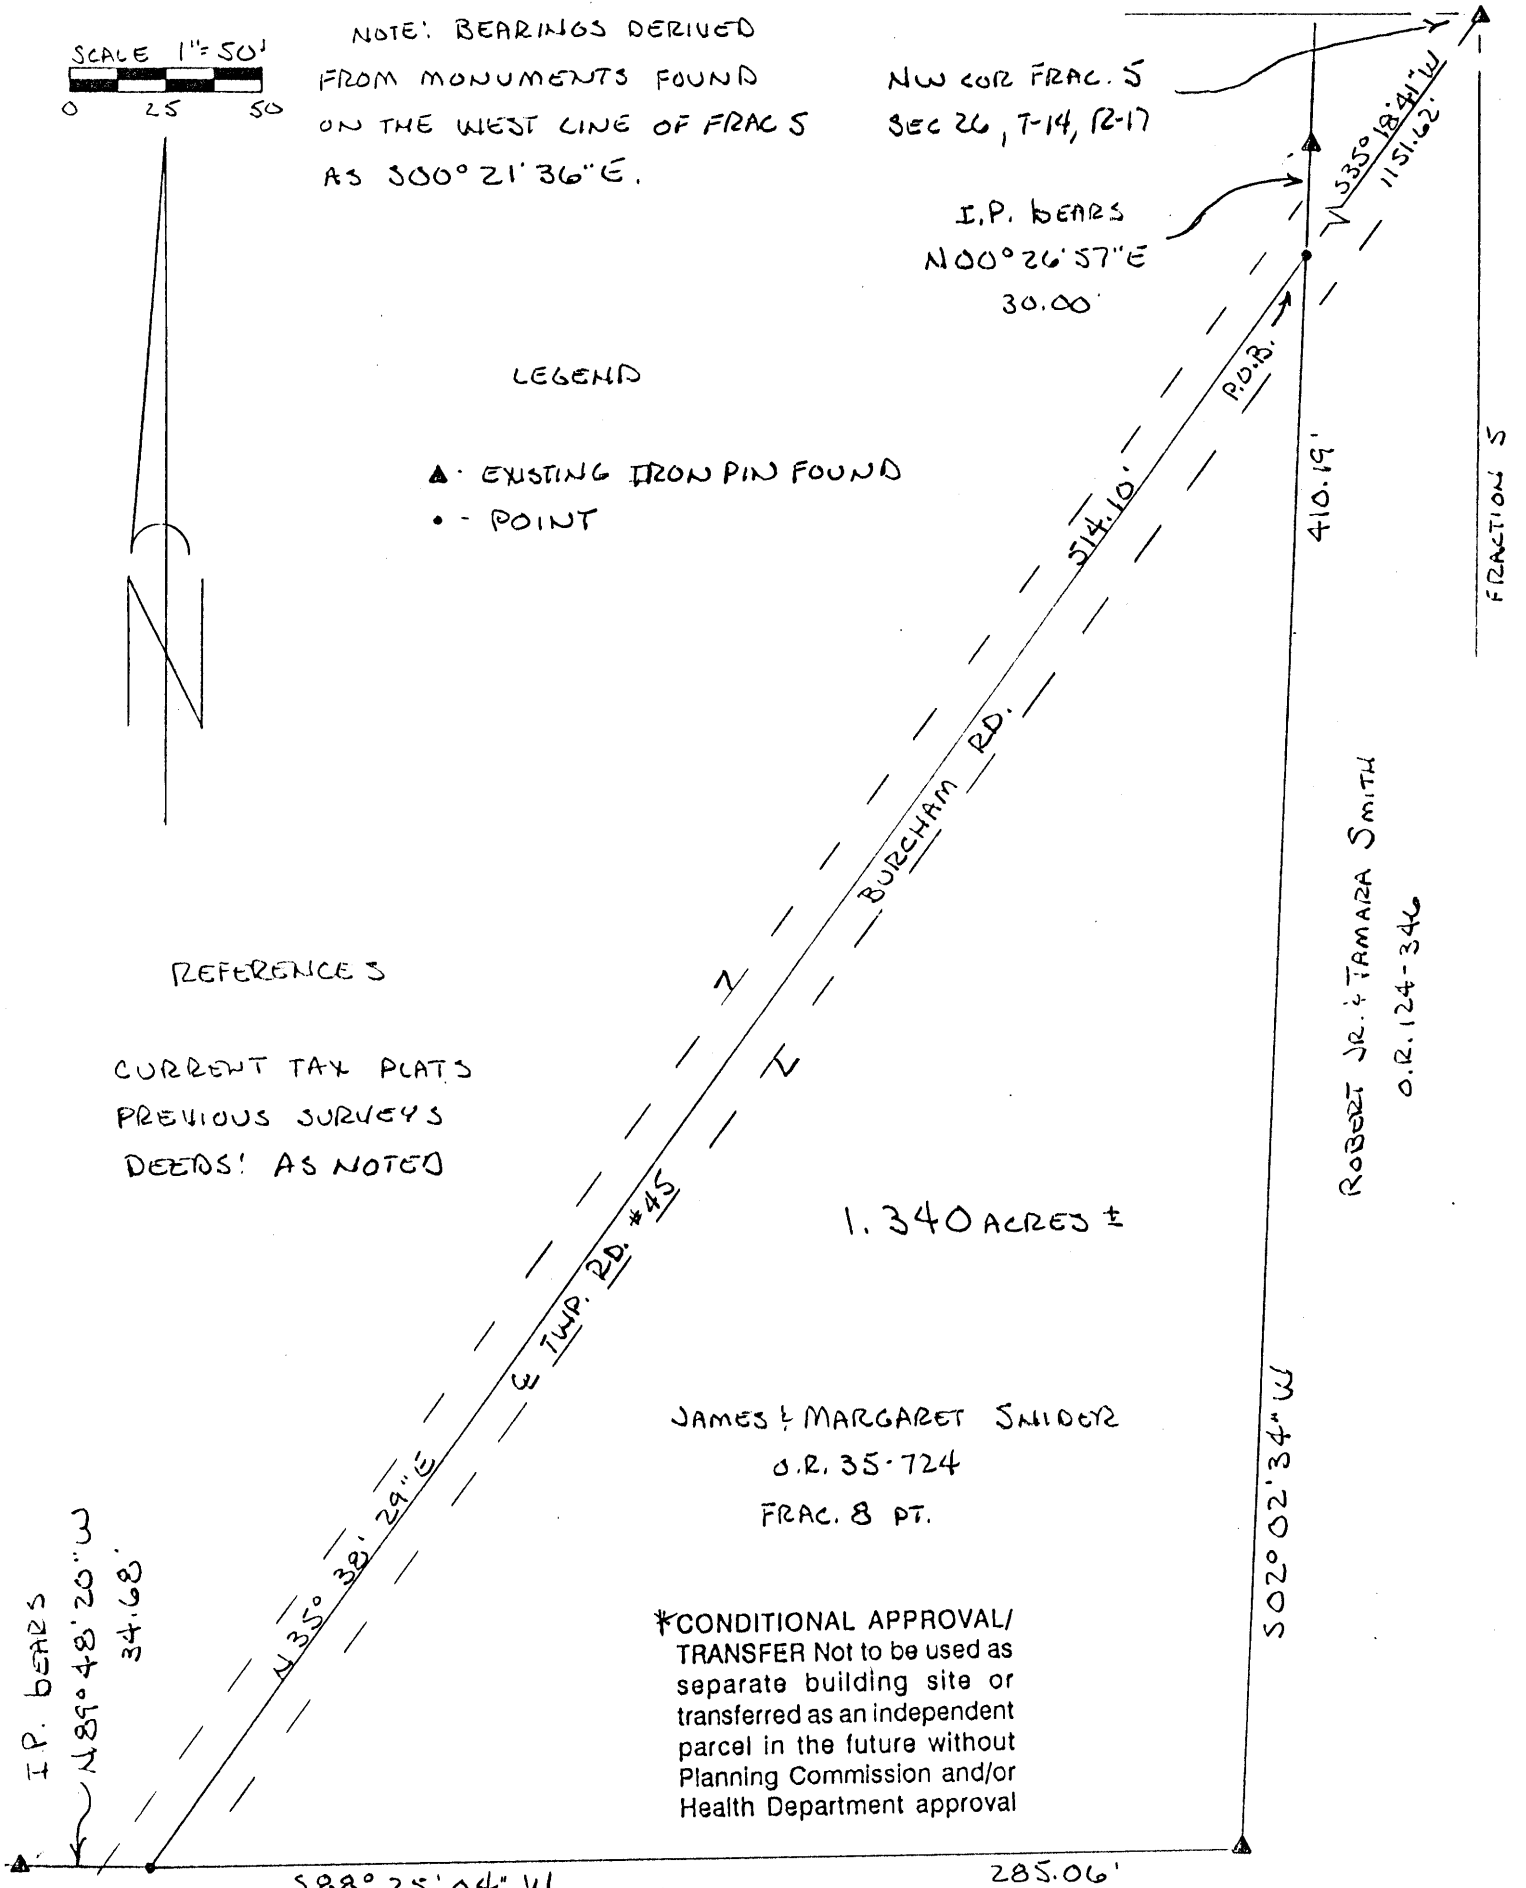 SCALE 1"=50'
0 25 50
NOTE: BEARINGS DERIVED
FROM MONUMENTS FOUND
ON THE WEST LINE OF FRAC 5
AS S00° 21' 36" E.
NW COR FRAC. 5
SEC 26, T-14, R-17
S35° 18' 41" W
1151.62'
I.P. BEARS
N00° 26' 57" E
30.00'
P.O.B.
LEGEND
▲ - EXISTING IRON PIN FOUND
• - POINT
N
514.10'
410.19'
FRACTION 5
BURCHAM RD.
ROBERT JR. & TAMARA SMITH
O.R. 124-346
REFERENCES
CURRENT TAX PLATS
PREVIOUS SURVEYS
DEEDS: AS NOTED
℄ TWP. RD. #45
1.340 ACRES ±
JAMES & MARGARET SNIDER
O.R. 35-724
FRAC. 8 PT.
N 35° 38' 29" E
S 02° 02' 34" W
I.P. BEARS
N 89° 48' 20" W
34.68'
*CONDITIONAL APPROVAL/
TRANSFER Not to be used as
separate building site or
transferred as an independent
parcel in the future without
Planning Commission and/or
Health Department approval
S88° 25' 04" W 285.06'